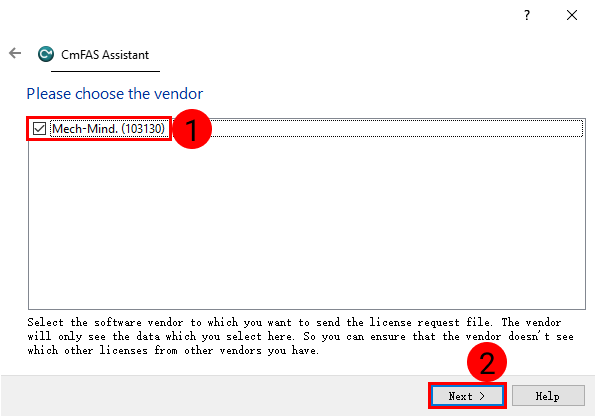 ?
CmFAS Assistant
Please choose the vendor
Mech-Mind. (103130)
1
Select the software vendor to which you want to send the license request file. The vendor
will only see the data which you select here. So you can ensure that the vendor doesn't see
which other licenses from other vendors you have.
2
Next >
Help